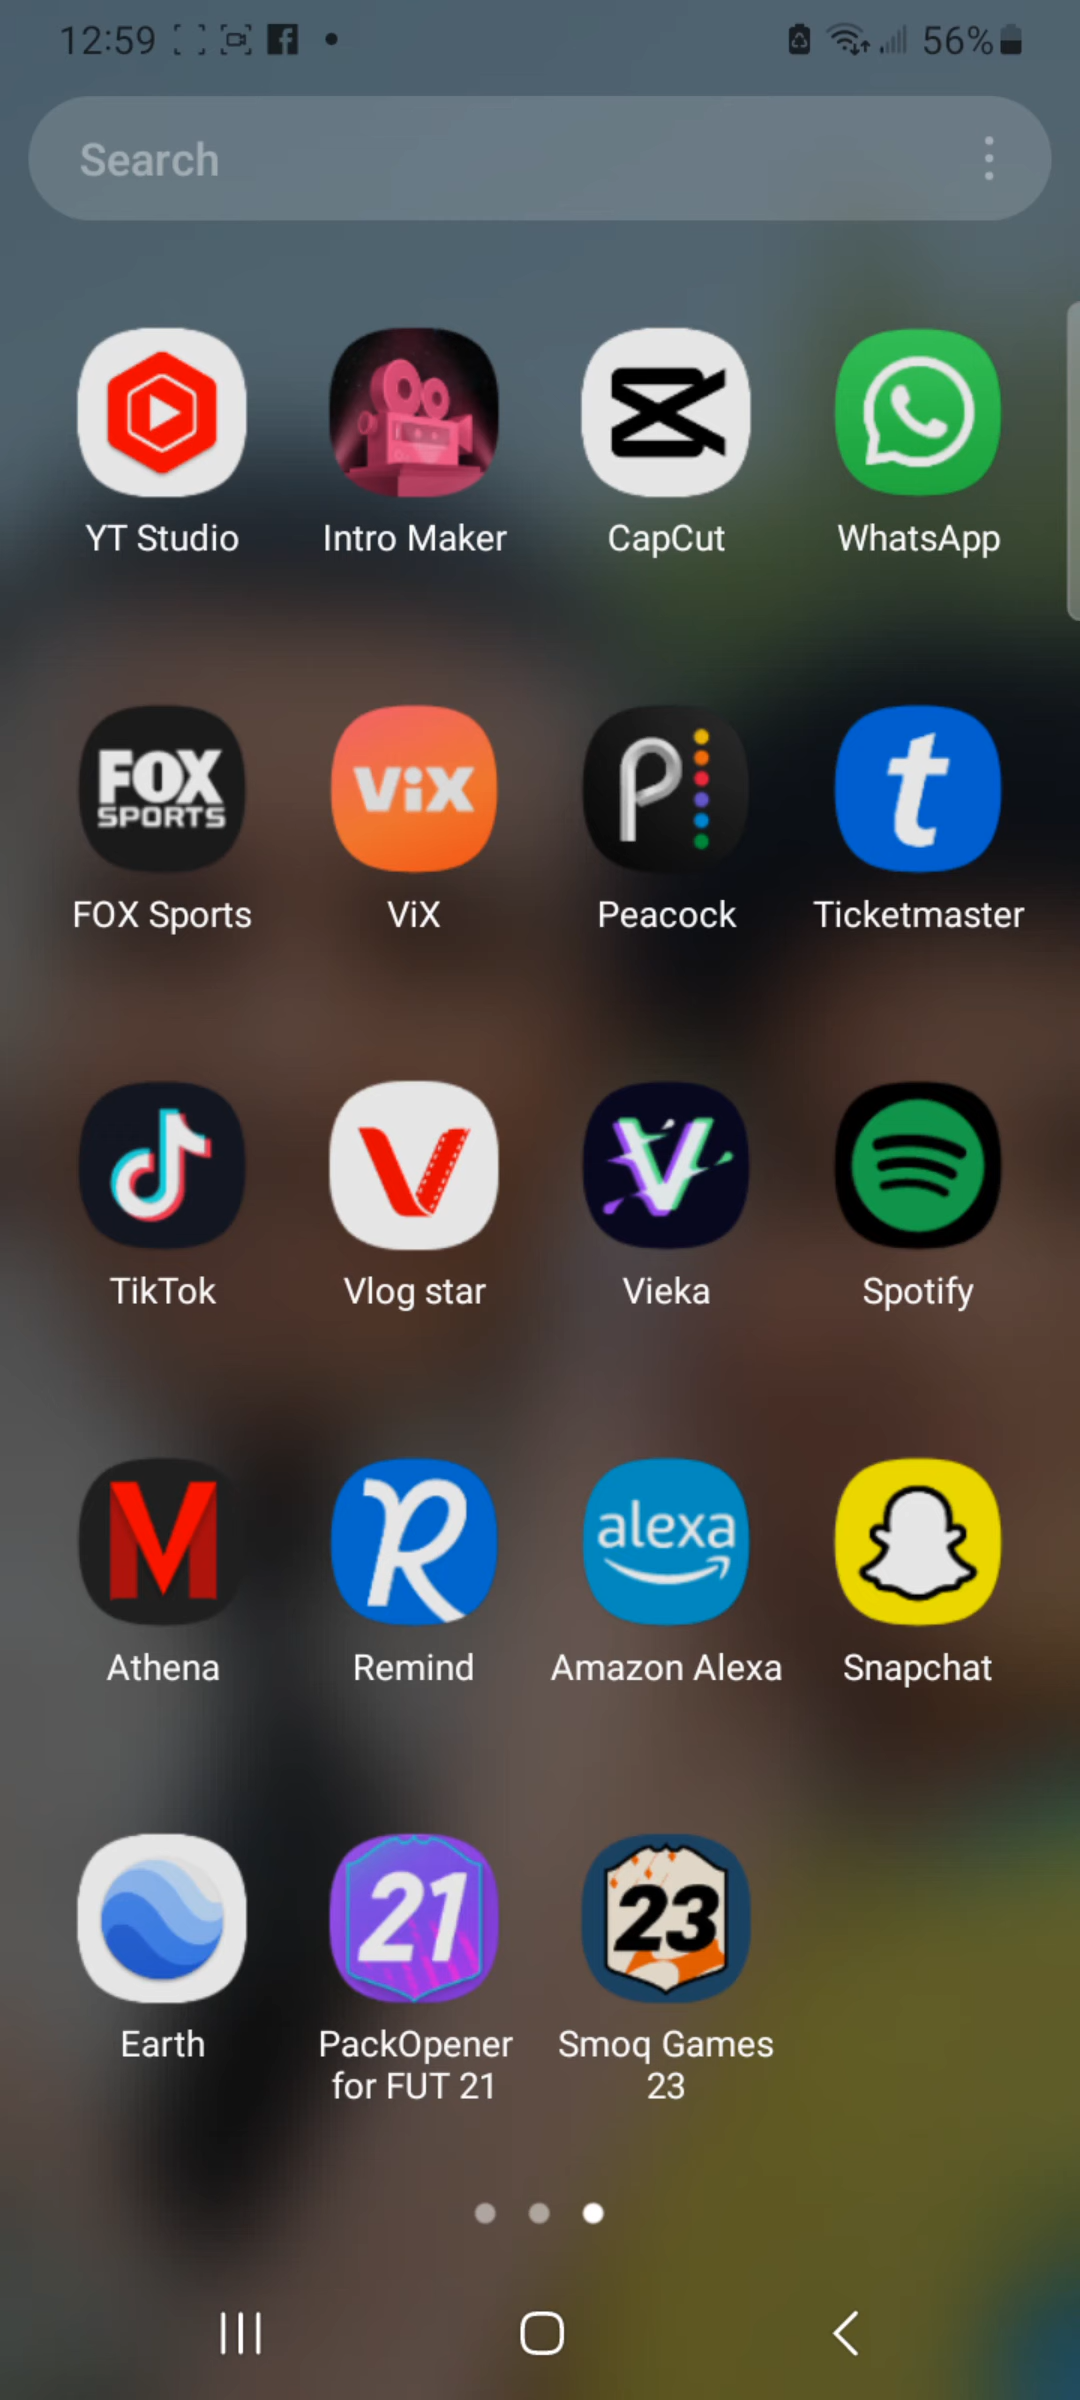 12:59 56%
Search
YT Studio Intro Maker CapCut WhatsApp
FOX
SPORTS
ViX
P
t
FOX Sports ViX Peacock Ticketmaster
V
V
TikTok Vlog star Vieka Spotify
M
R
alexa
Athena Remind Amazon Alexa Snapchat
21
23
Earth PackOpener Smoq Games
for FUT 21 23